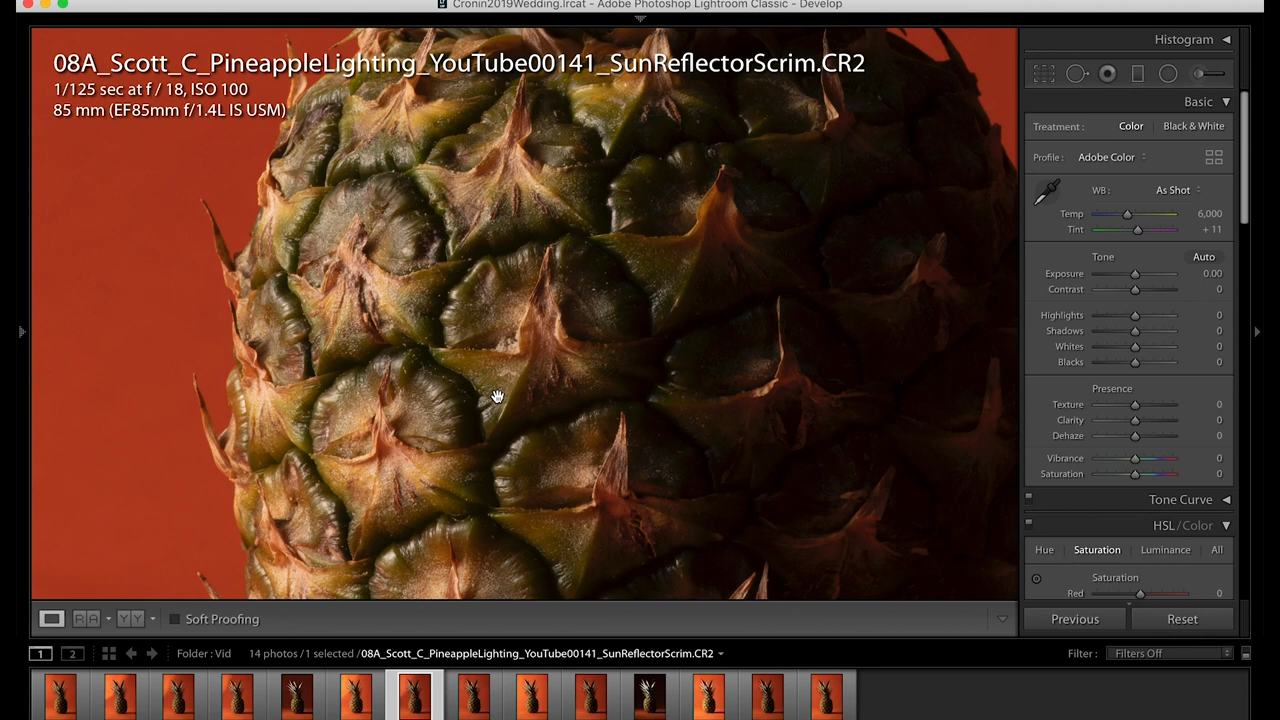 Cronin2019Wedding.lrcat - Adobe Photoshop Lightroom Classic - Develop
08A_Scott_C_PineappleLighting_YouTube00141_SunReflectorScrim.CR2
1/125 sec at f / 18, ISO 100
85 mm (EF85mm f/1.4L IS USM)
Histogram
Basic
Treatment : Color Black & White
Profile : Adobe Color
WB : As Shot
Temp 6,000
Tint + 11
Tone Auto
Exposure 0.00
Contrast 0
Highlights 0
Shadows 0
Whites 0
Blacks 0
Presence
Texture 0
Clarity 0
Dehaze 0
Vibrance 0
Saturation 0
Tone Curve
HSL / Color
Hue Saturation Luminance All
Saturation
Red 0
R A Y Y Soft Proofing
Previous Reset
1 2 Folder : Vid 14 photos / 1 selected / 08A_Scott_C_PineappleLighting_YouTube00141_SunReflectorScrim.CR2 Filter : Filters Off